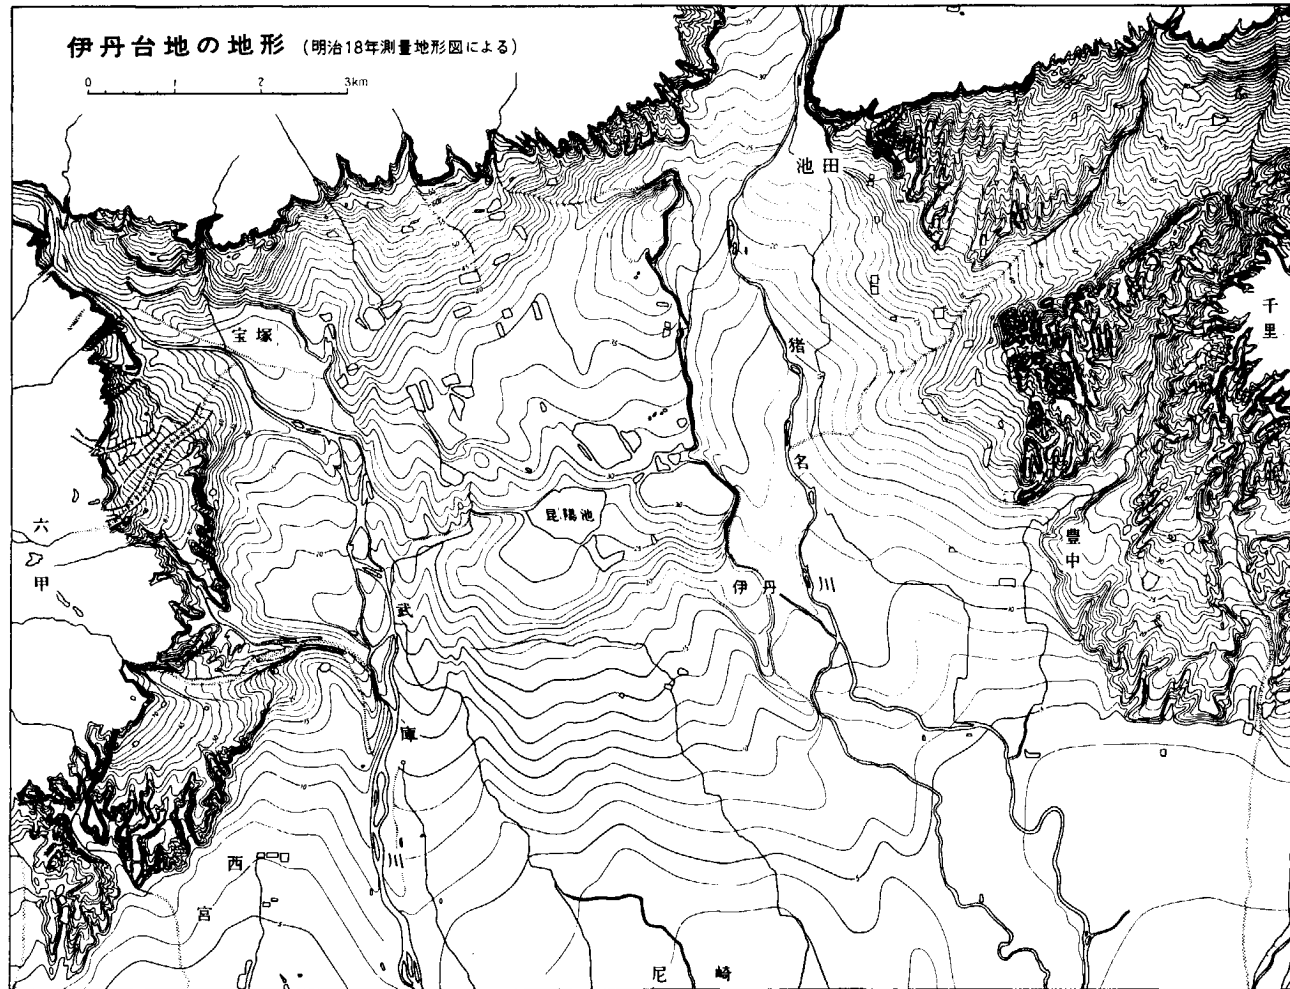 伊丹台地の地形 (明治18年測量地形図による)
0 1 2 3km
池田
宝塚
千里
猪名川
昆陽池
六甲
豊中
伊丹
武庫川
西宮
尼崎